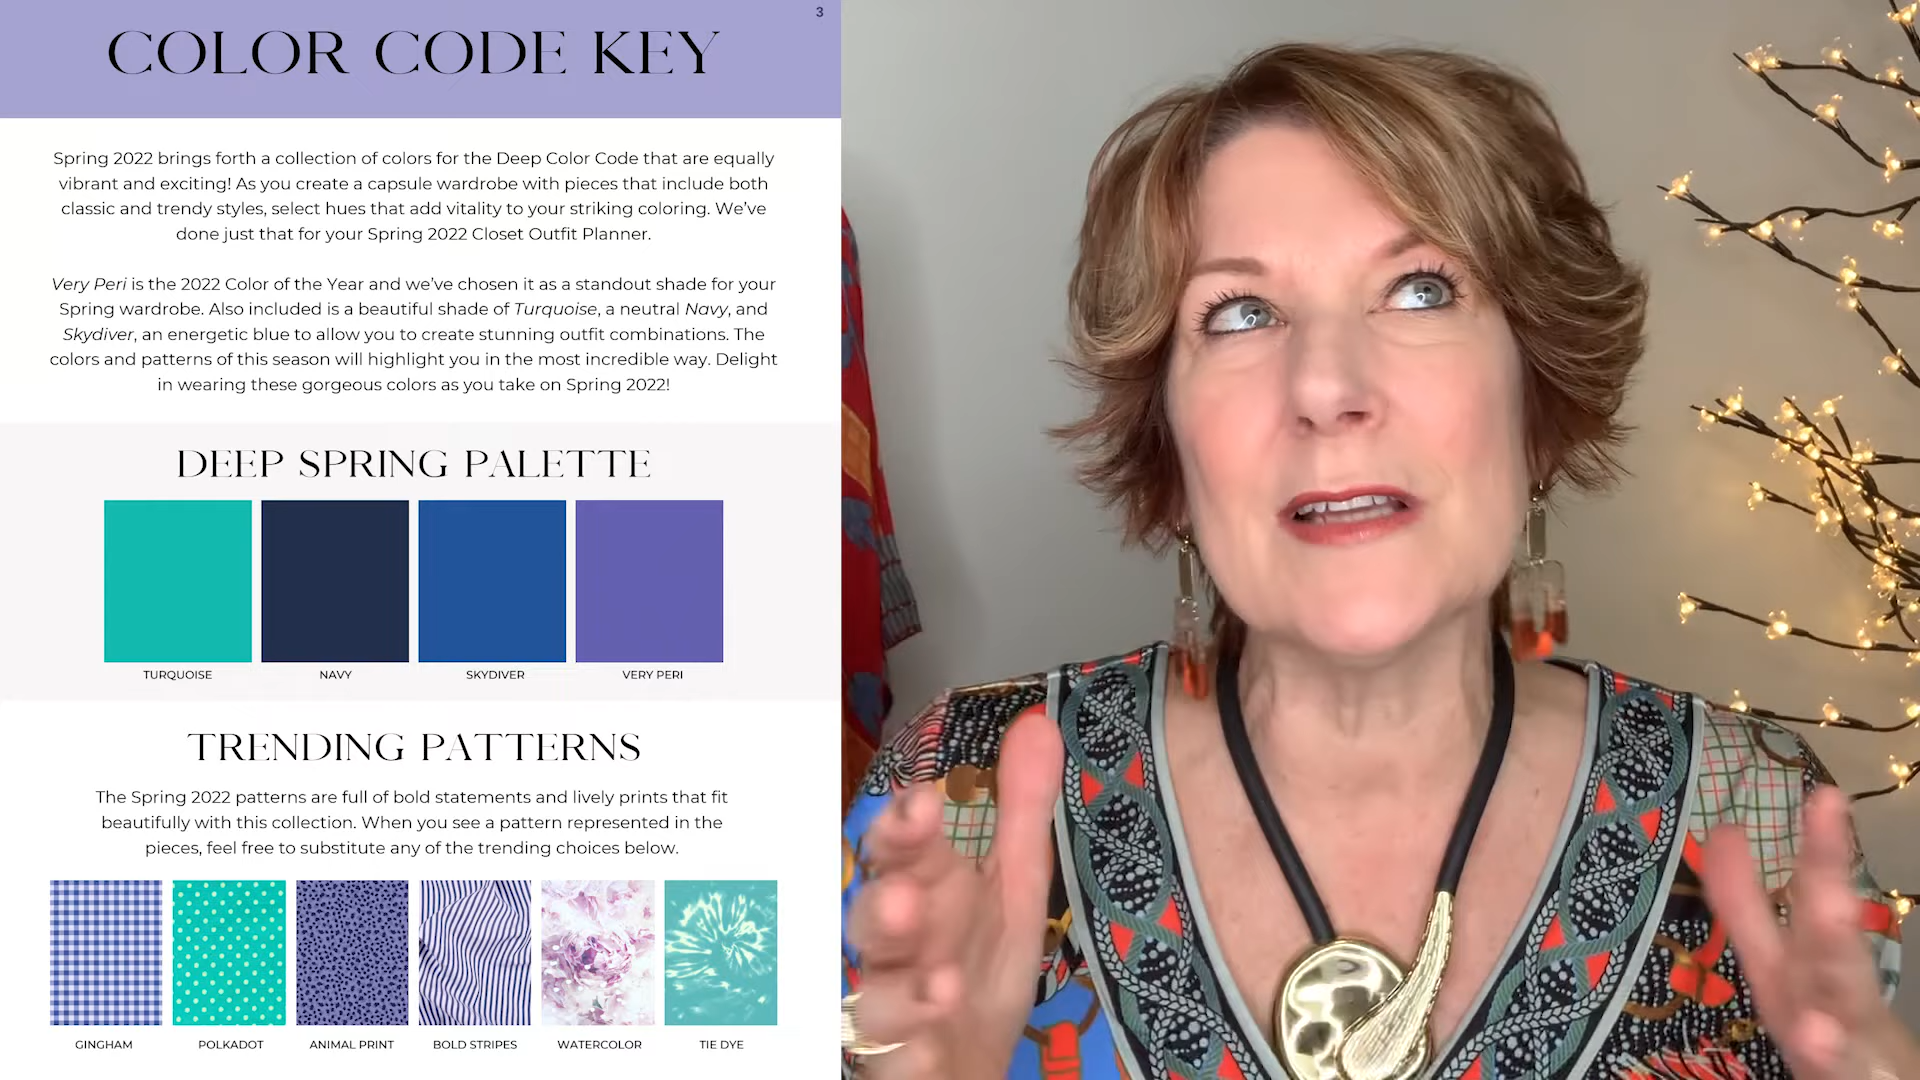 3
COLOR CODE KEY
Spring 2022 brings forth a collection of colors for the Deep Color Code that are equally
vibrant and exciting! As you create a capsule wardrobe with pieces that include both
classic and trendy styles, select hues that add vitality to your striking coloring. We've
done just that for your Spring 2022 Closet Outfit Planner.
Very Peri is the 2022 Color of the Year and we've chosen it as a standout shade for your
Spring wardrobe. Also included is a beautiful shade of Turquoise, a neutral Navy, and
Skydiver, an energetic blue to allow you to create stunning outfit combinations. The
colors and patterns of this season will highlight you in the most incredible way. Delight
in wearing these gorgeous colors as you take on Spring 2022!
DEEP SPRING PALETTE
TURQUOISE
NAVY
SKYDIVER
VERY PERI
TRENDING PATTERNS
The Spring 2022 patterns are full of bold statements and lively prints that fit
beautifully with this collection. When you see a pattern represented in the
pieces, feel free to substitute any of the trending choices below.
GINGHAM
POLKADOT
ANIMAL PRINT
BOLD STRIPES
WATERCOLOR
TIE DYE